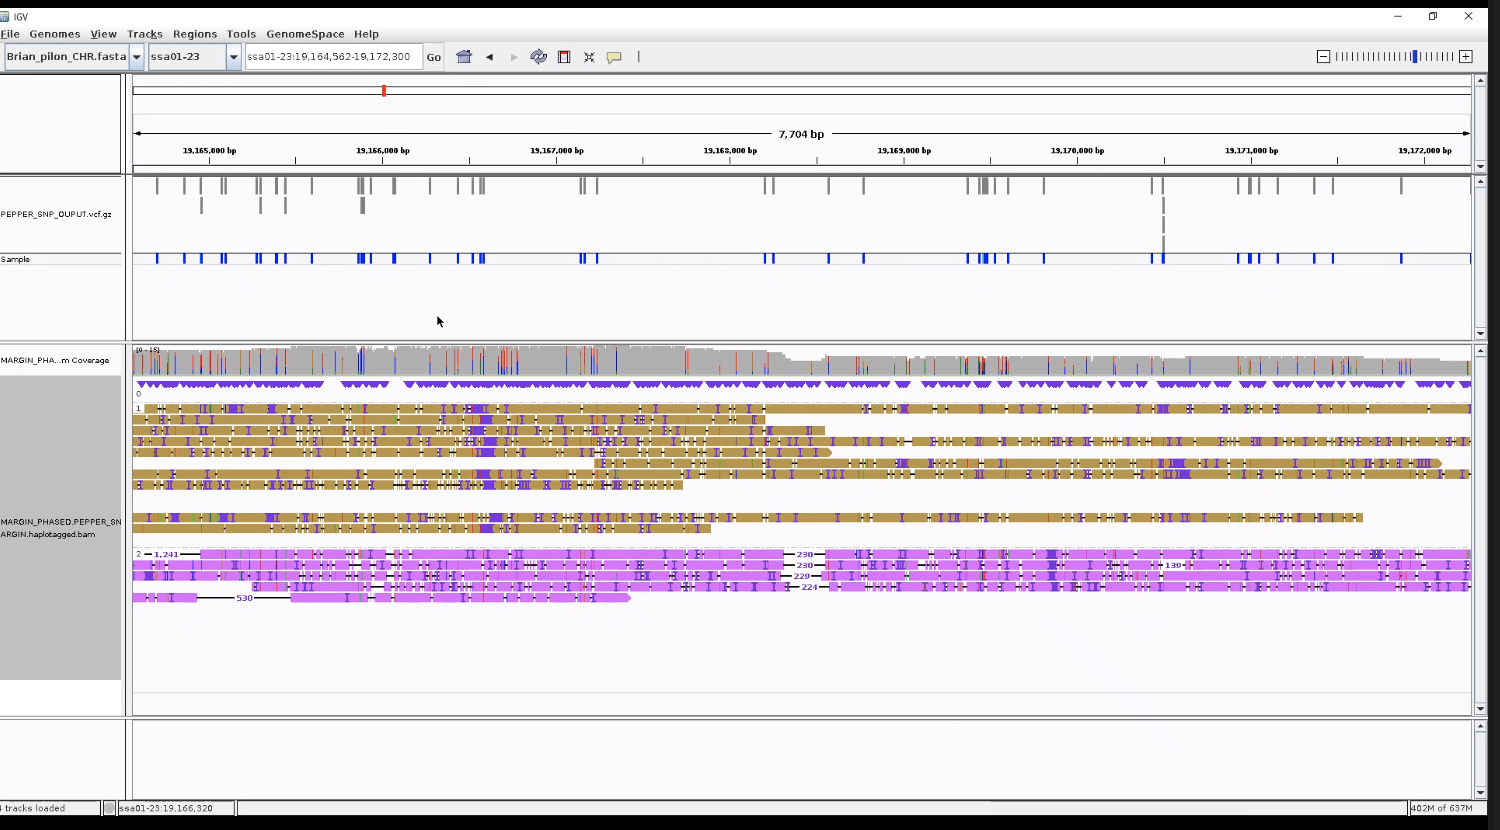 IGV
File Genomes View Tracks Regions Tools GenomeSpace Help
Brian_pilon_CHR.fasta ssa01-23 ssa01-23:19,164,562-19,172,300 Go
7,704 bp
19,165,000 bp 19,166,000 bp 19,167,000 bp 19,168,000 bp 19,169,000 bp 19,170,000 bp 19,171,000 bp 19,172,000 bp
PEPPER_SNP_OUPUT.vcf.gz
Sample
[0 - 15]
MARGIN_PHA...m Coverage
0
1
MARGIN_PHASED.PEPPER_SN
ARGIN.haplotagged.bam
2 1,241 230
230 139
229
224
530
tracks loaded ssa01-23:19,166,320 402M of 637M